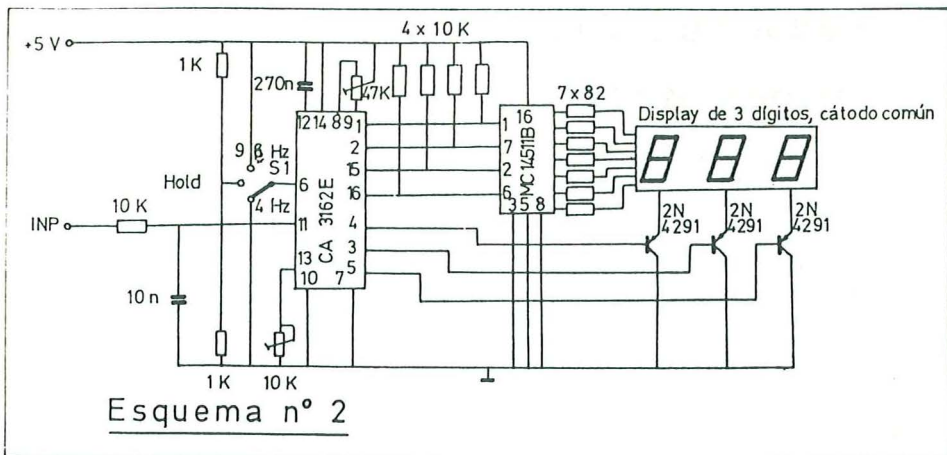 +5 V
4 x 10 K
1K
270n
47K
7 x 82
12 14 8 9
1
16
Display de 3 dígitos, cátodo común
9 6 Hz
S1
2
1
7
Hold
15
2
4 Hz
6
16
6
MC 14511B
CA 3162E
3 5 8
INP
10 K
11
4
2N
4291
2N
4291
2N
4291
13
3
10
7
5
10 n
1K
10 K
Esquema nº 2